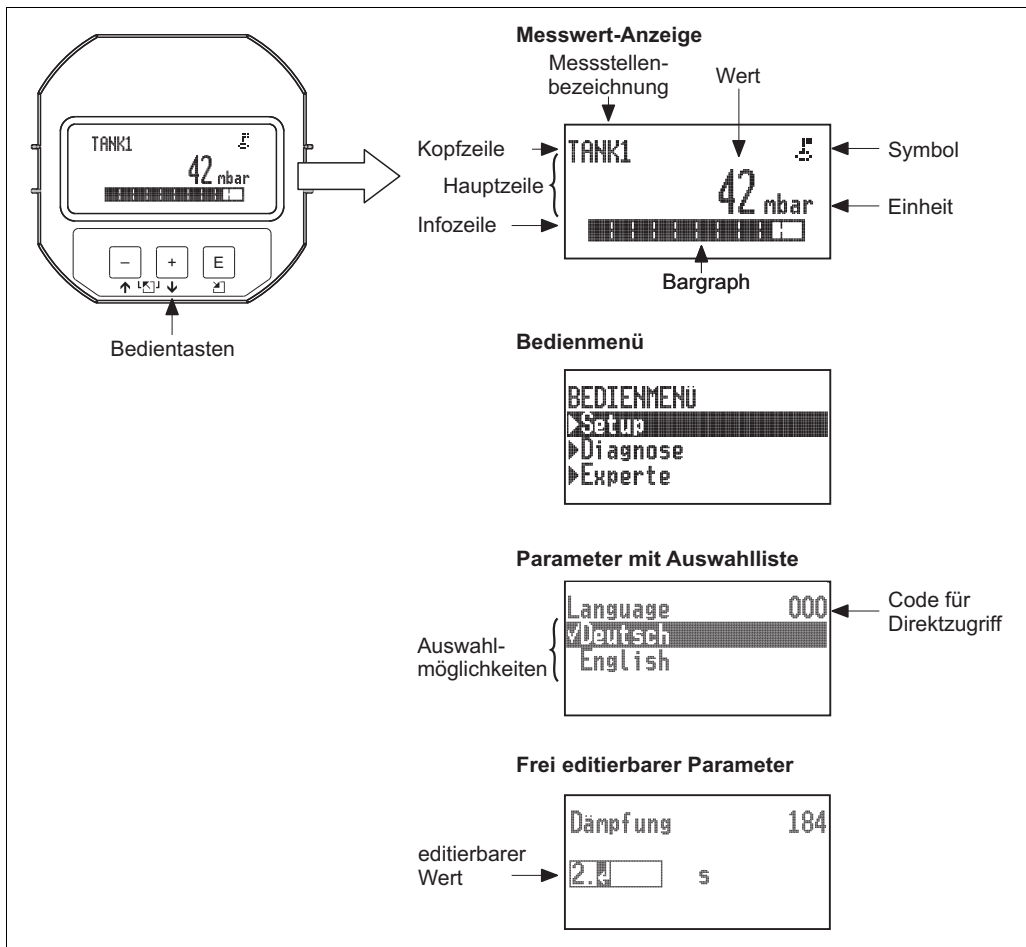 TANK1
42 mbar
–
+
E
Bedientasten
Messwert-Anzeige
Messstellen-
bezeichnung
Wert
Kopfzeile
Hauptzeile
Infozeile
TANK1
42 mbar
Symbol
Einheit
Bargraph
Bedienmenü
BEDIENMENÜ
Setup
Diagnose
Experte
Parameter mit Auswahlliste
Language 000
Deutsch
English
Auswahl-
möglichkeiten
Code für
Direktzugriff
Frei editierbarer Parameter
Dämpfung 184
2. s
editierbarer
Wert